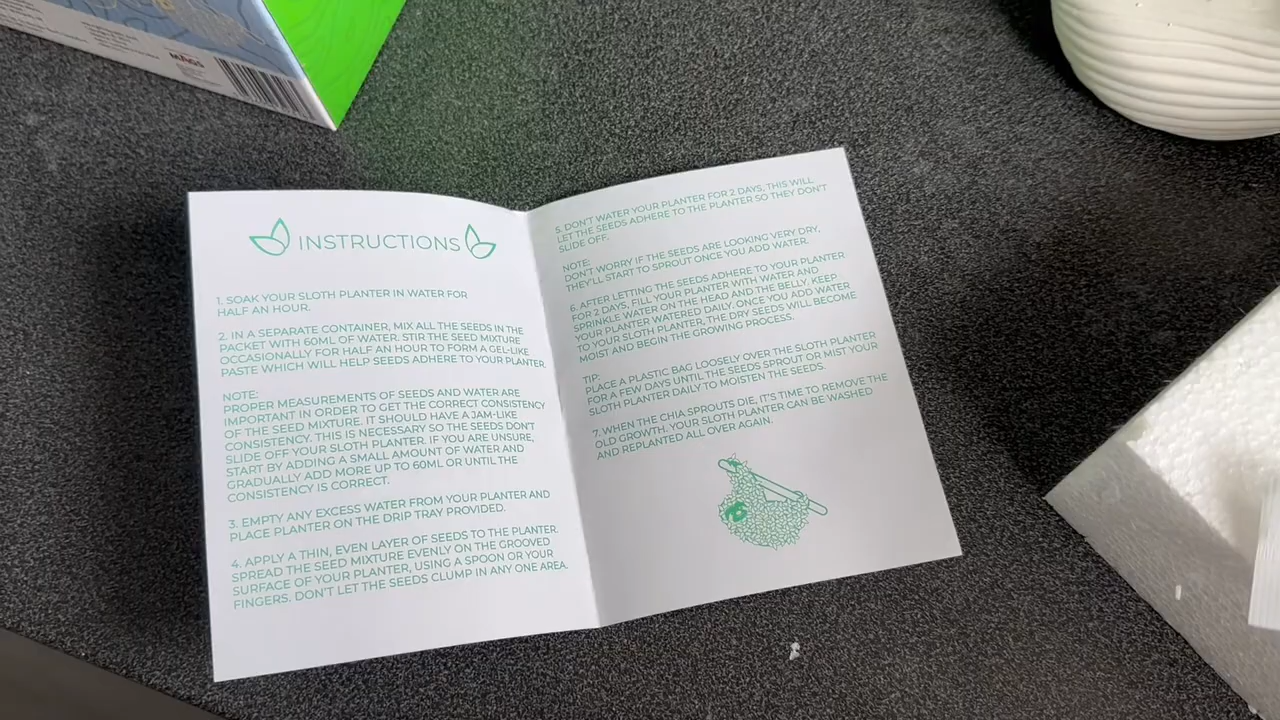 MAGS
INSTRUCTIONS
1. SOAK YOUR SLOTH PLANTER IN WATER FOR
HALF AN HOUR.
2. IN A SEPARATE CONTAINER, MIX ALL THE SEEDS IN THE
PACKET WITH 60ML OF WATER. STIR THE SEED MIXTURE
OCCASIONALLY FOR HALF AN HOUR TO FORM A GEL-LIKE
PASTE WHICH WILL HELP SEEDS ADHERE TO YOUR PLANTER.
NOTE:
PROPER MEASUREMENTS OF SEEDS AND WATER ARE
IMPORTANT IN ORDER TO GET THE CORRECT CONSISTENCY
OF THE SEED MIXTURE. IT SHOULD HAVE A JAM-LIKE
CONSISTENCY. THIS IS NECESSARY SO THE SEEDS DON'T
SLIDE OFF YOUR SLOTH PLANTER. IF YOU ARE UNSURE,
START BY ADDING A SMALL AMOUNT OF WATER AND
GRADUALLY ADD MORE UP TO 60ML OR UNTIL THE
CONSISTENCY IS CORRECT.
3. EMPTY ANY EXCESS WATER FROM YOUR PLANTER AND
PLACE PLANTER ON THE DRIP TRAY PROVIDED.
4. APPLY A THIN, EVEN LAYER OF SEEDS TO THE PLANTER.
SPREAD THE SEED MIXTURE EVENLY ON THE GROOVED
SURFACE OF YOUR PLANTER, USING A SPOON OR YOUR
FINGERS. DON'T LET THE SEEDS CLUMP IN ANY ONE AREA.
5. DON'T WATER YOUR PLANTER FOR 2 DAYS, THIS WILL
LET THE SEEDS ADHERE TO THE PLANTER SO THEY DON'T
SLIDE OFF.
NOTE:
DON'T WORRY IF THE SEEDS ARE LOOKING VERY DRY,
THEY'LL START TO SPROUT ONCE YOU ADD WATER.
6. AFTER LETTING THE SEEDS ADHERE TO YOUR PLANTER
FOR 2 DAYS, FILL YOUR PLANTER WITH WATER AND
SPRINKLE WATER ON THE HEAD AND THE BELLY. KEEP
YOUR PLANTER WATERED DAILY. ONCE YOU ADD WATER
TO YOUR SLOTH PLANTER, THE DRY SEEDS WILL BECOME
MOIST AND BEGIN THE GROWING PROCESS.
TIP:
PLACE A PLASTIC BAG LOOSELY OVER THE SLOTH PLANTER
FOR A FEW DAYS UNTIL THE SEEDS SPROUT OR MIST YOUR
SLOTH PLANTER DAILY TO MOISTEN THE SEEDS.
7. WHEN THE CHIA SPROUTS DIE, IT'S TIME TO REMOVE THE
OLD GROWTH. YOUR SLOTH PLANTER CAN BE WASHED
AND REPLANTED ALL OVER AGAIN.